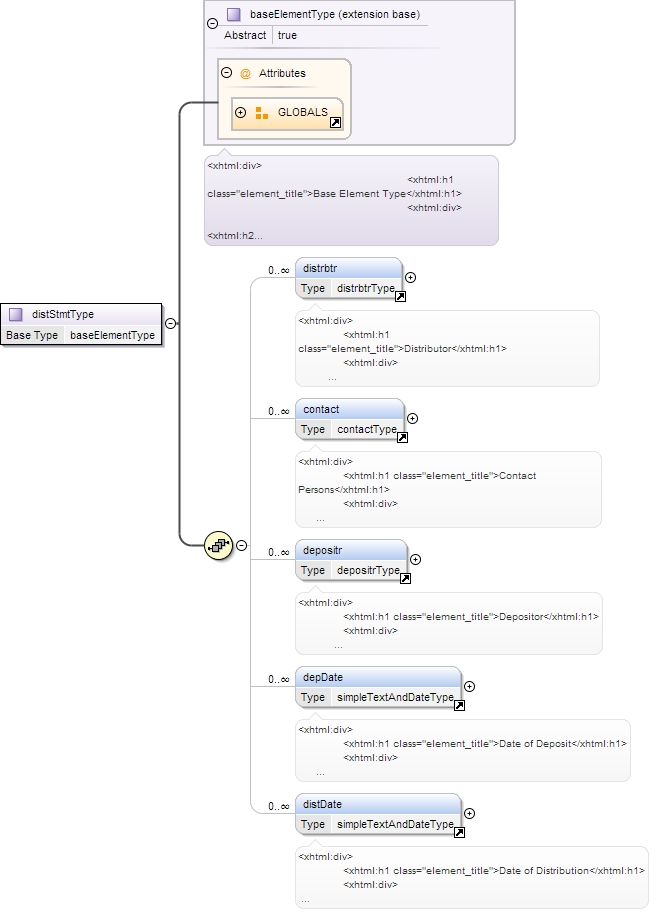 baseElementType (extension base)
Abstract true
@ Attributes
GLOBALS
<xhtml:div>
<xhtml:h1
class="element_title">Base Element Type</xhtml:h1>
<xhtml:div>
<xhtml:h2...
distStmtType
Base Type baseElementType
0..∞
distrbtr
Type distrbtrType
<xhtml:div>
<xhtml:h1
class="element_title">Distributor</xhtml:h1>
<xhtml:div>
...
0..∞
contact
Type contactType
<xhtml:div>
<xhtml:h1 class="element_title">Contact
Persons</xhtml:h1>
<xhtml:div>
...
0..∞
depositr
Type depositrType
<xhtml:div>
<xhtml:h1 class="element_title">Depositor</xhtml:h1>
<xhtml:div>
...
0..∞
depDate
Type simpleTextAndDateType
<xhtml:div>
<xhtml:h1 class="element_title">Date of Deposit</xhtml:h1>
<xhtml:div>
...
0..∞
distDate
Type simpleTextAndDateType
<xhtml:div>
<xhtml:h1 class="element_title">Date of Distribution</xhtml:h1>
<xhtml:div>
...